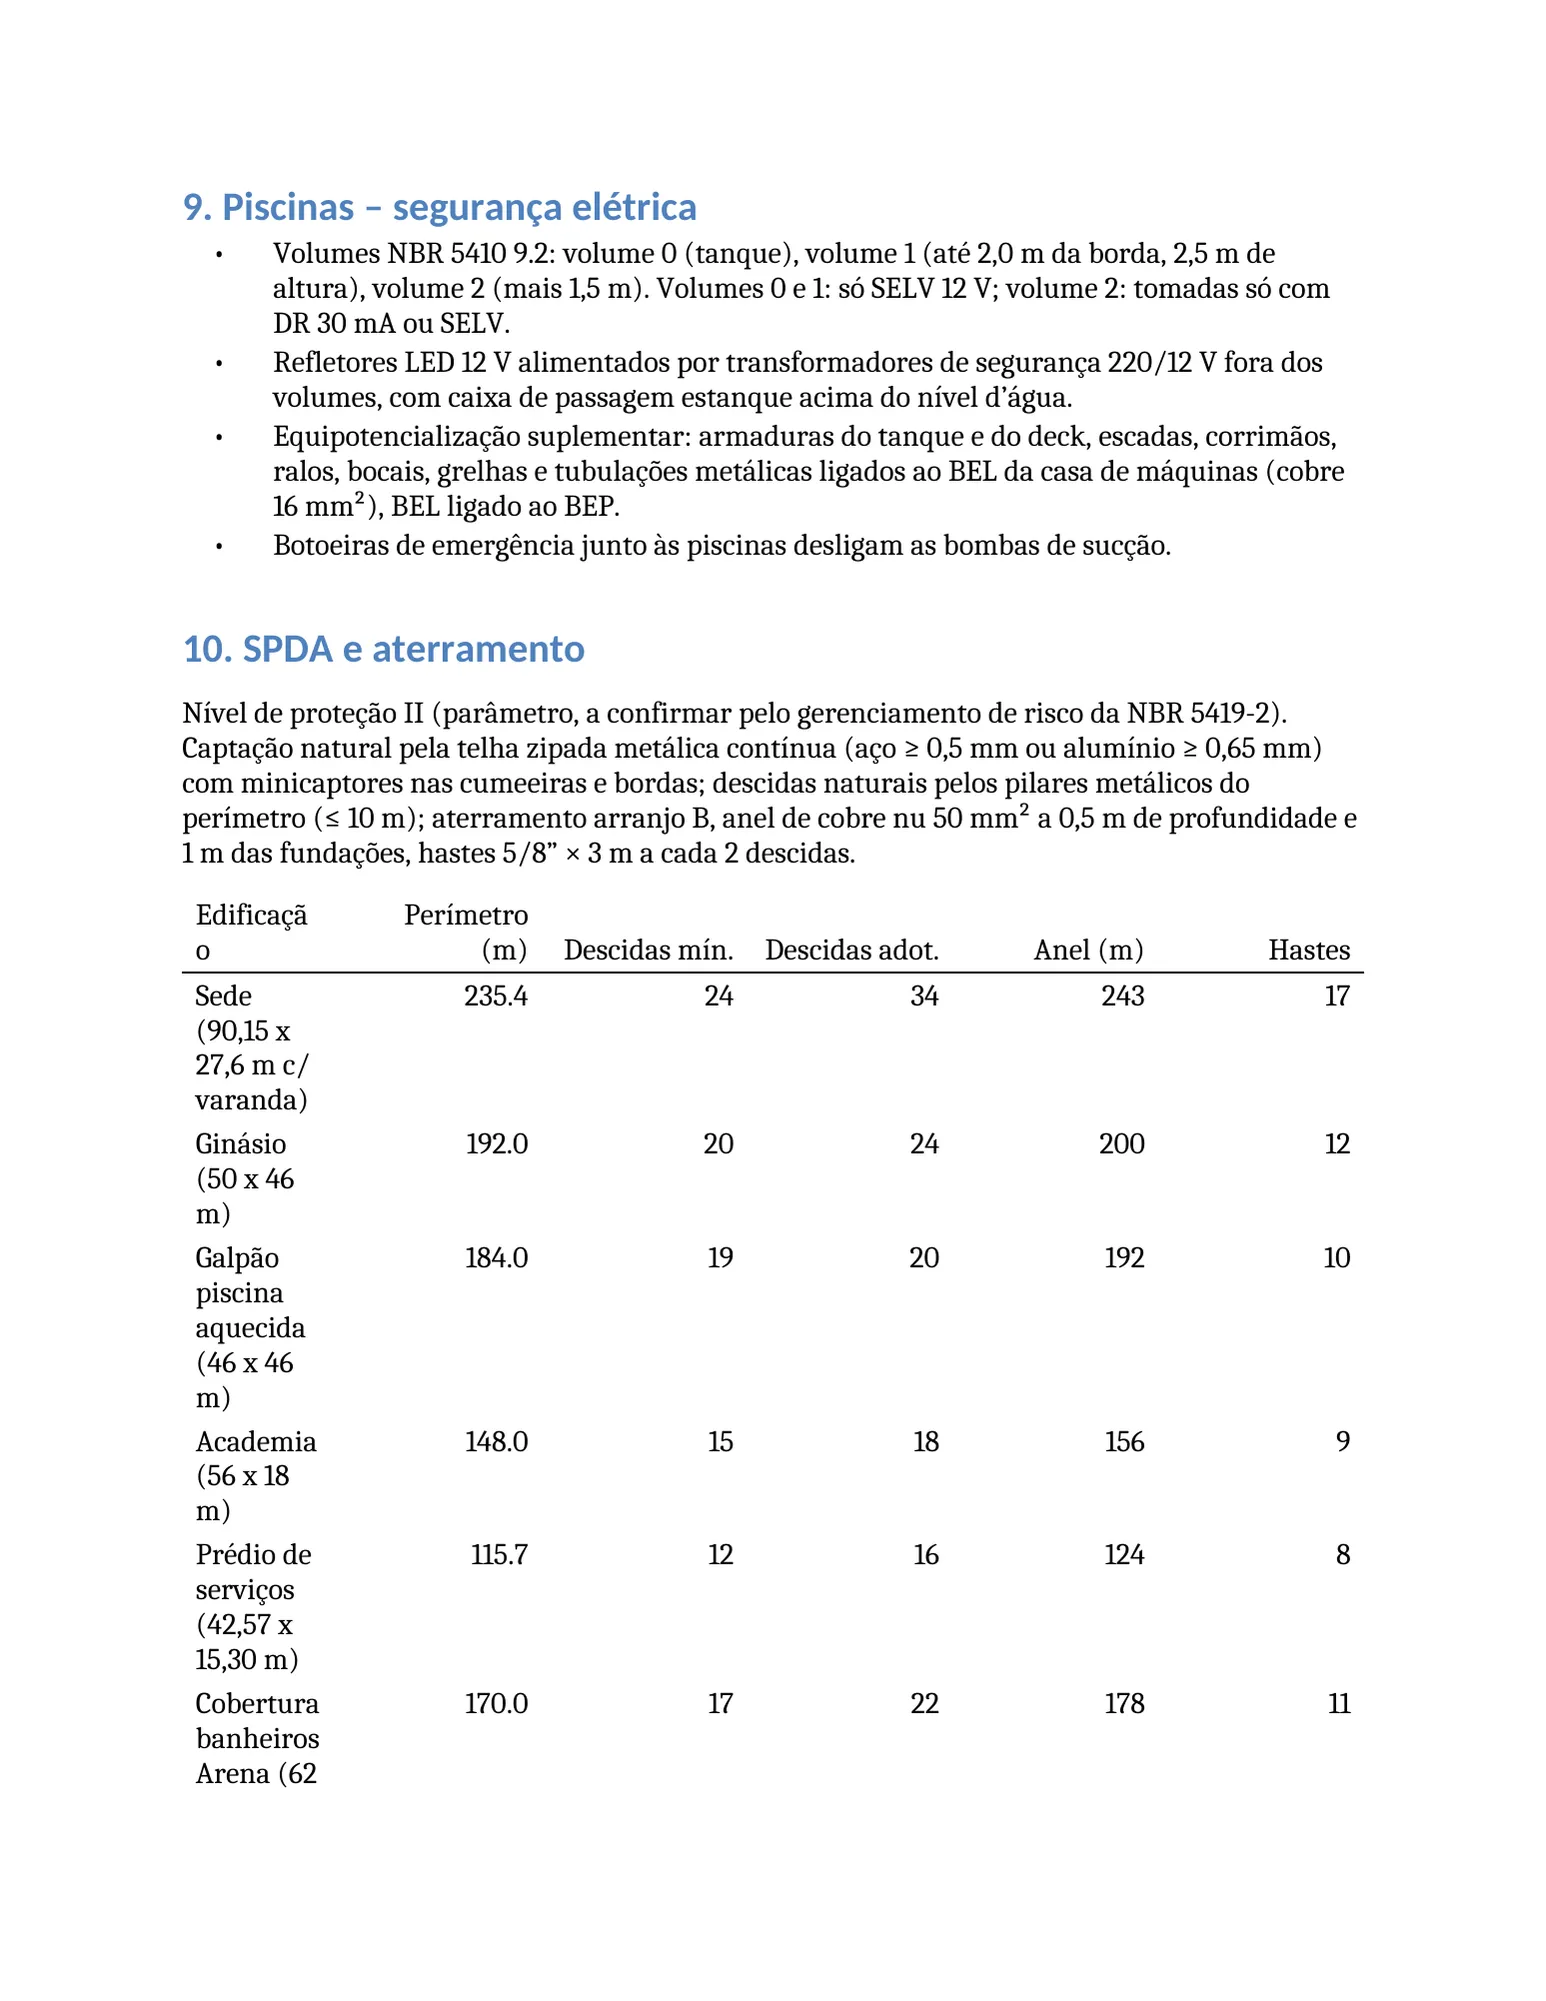 9. Piscinas – segurança elétrica
• Volumes NBR 5410 9.2: volume 0 (tanque), volume 1 (até 2,0 m da borda, 2,5 m de
altura), volume 2 (mais 1,5 m). Volumes 0 e 1: só SELV 12 V; volume 2: tomadas só com
DR 30 mA ou SELV.
• Refletores LED 12 V alimentados por transformadores de segurança 220/12 V fora dos
volumes, com caixa de passagem estanque acima do nível d’água.
• Equipotencialização suplementar: armaduras do tanque e do deck, escadas, corrimãos,
ralos, bocais, grelhas e tubulações metálicas ligados ao BEL da casa de máquinas (cobre
16 mm²), BEL ligado ao BEP.
• Botoeiras de emergência junto às piscinas desligam as bombas de sucção.
10. SPDA e aterramento
Nível de proteção II (parâmetro, a confirmar pelo gerenciamento de risco da NBR 5419-2).
Captação natural pela telha zipada metálica contínua (aço ≥ 0,5 mm ou alumínio ≥ 0,65 mm)
com minicaptores nas cumeeiras e bordas; descidas naturais pelos pilares metálicos do
perímetro (≤ 10 m); aterramento arranjo B, anel de cobre nu 50 mm² a 0,5 m de profundidade e
1 m das fundações, hastes 5/8” × 3 m a cada 2 descidas.
Edificaçã Perímetro
o (m) Descidas mín. Descidas adot. Anel (m) Hastes
Sede 235.4 24 34 243 17
(90,15 x
27,6 m c/
varanda)
Ginásio 192.0 20 24 200 12
(50 x 46
m)
Galpão 184.0 19 20 192 10
piscina
aquecida
(46 x 46
m)
Academia 148.0 15 18 156 9
(56 x 18
m)
Prédio de 115.7 12 16 124 8
serviços
(42,57 x
15,30 m)
Cobertura 170.0 17 22 178 11
banheiros
Arena (62